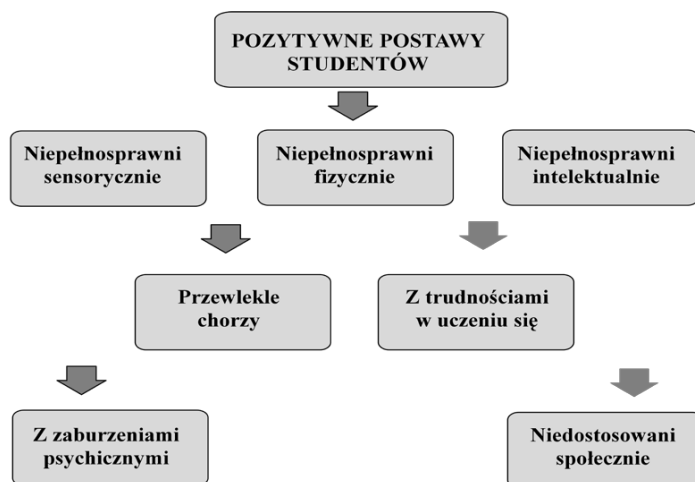 POZYTYWNE POSTAWY
STUDENTÓW
Niepełnosprawni
sensorycznie
Niepełnosprawni
fizycznie
Niepełnosprawni
intelektualnie
Przewlekle
chorzy
Z trudnościami
w uczeniu się
Z zaburzeniami
psychicznymi
Niedostosowani
społecznie